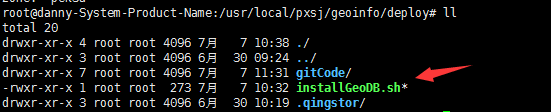 root@danny-System-Product-Name:/usr/local/pxsj/geoinfo/deploy# ll
total 20
drwxr-xr-x 4 root root 4096 7月   7 10:38 ./
drwxr-xr-x 3 root root 4096 6月  30 09:24 ../
drwxr-xr-x 7 root root 4096 7月   7 11:31 gitCode/
-rwxr-xr-x 1 root root  273 7月   7 10:32 installGeoDB.sh*
drwxr-xr-x 3 root root 4096 6月  30 10:19 .qingstor/